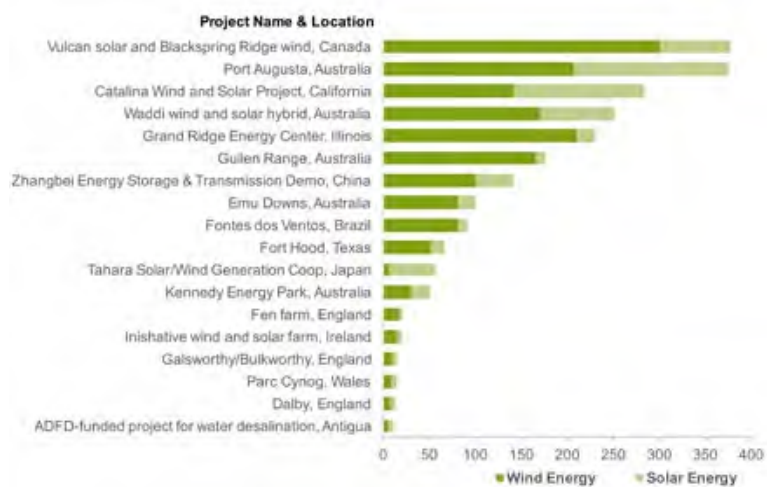 Project Name & Location
Vulcan solar and Blackspring Ridge wind, Canada
Port Augusta, Australia
Catalina Wind and Solar Project, California
Waddi wind and solar hybrid, Australia
Grand Ridge Energy Center, Illinois
Gullen Range, Australia
Zhangbei Energy Storage & Transmission Demo, China
Emu Downs, Australia
Fontes dos Ventos, Brazil
Fort Hood, Texas
Tahara Solar/Wind Generation Coop, Japan
Kennedy Energy Park, Australia
Fen farm, England
Inishative wind and solar farm, Ireland
Galsworthy/Bulkworthy, England
Parc Cynog, Wales
Dalby, England
ADFD-funded project for water desalination, Antigua
0 50 100 150 200 250 300 350 400
Wind Energy Solar Energy